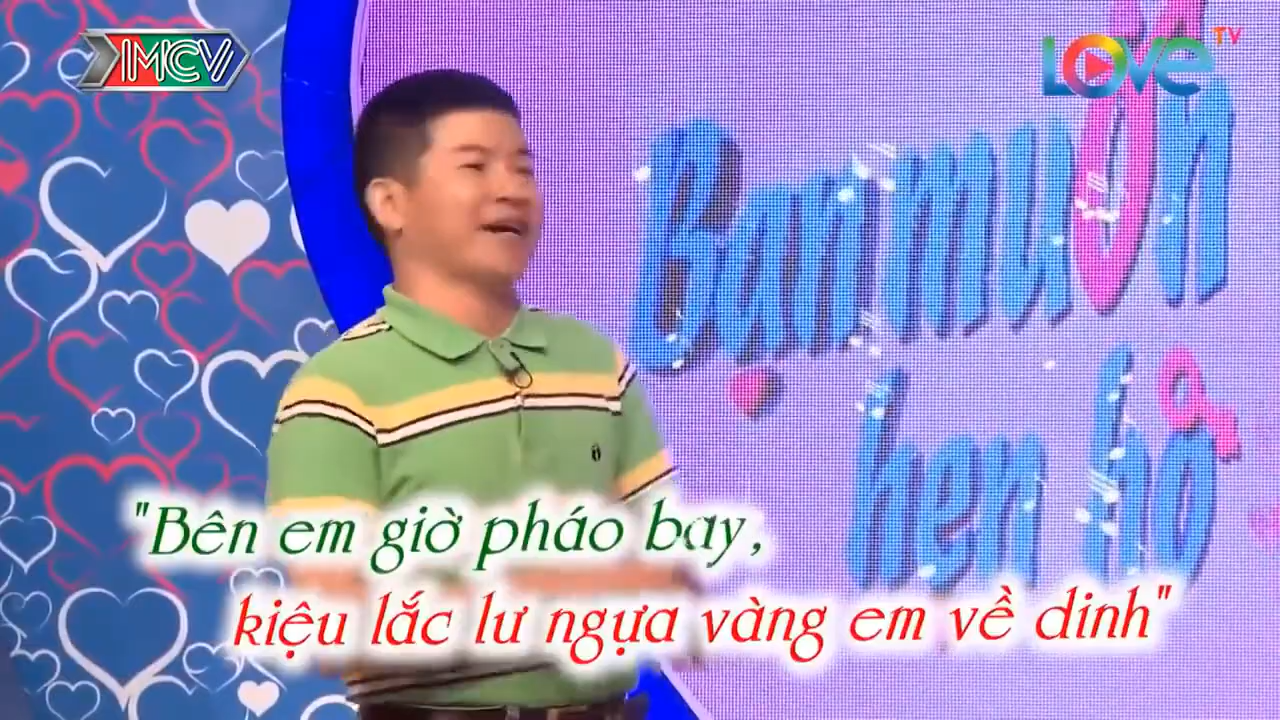 MCV
LOVE TV
Bạn muốn
hẹn hò
"Bên em giờ pháo bay,
kiệu lắc lư ngựa vàng em về dinh"